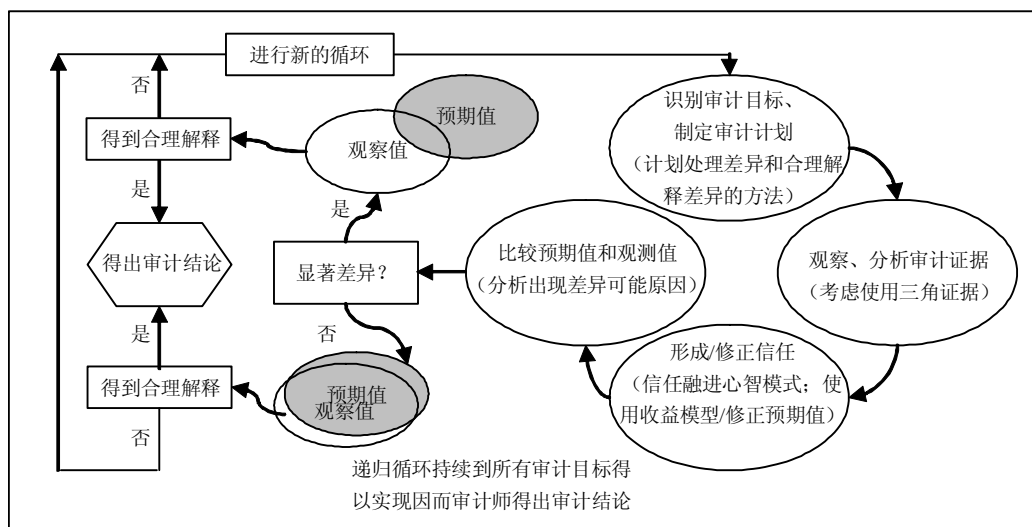 进行新的循环
否
得到合理解释
是
得出审计结论
是
得到合理解释
否
预期值
观察值
是
显著差异？
否
预期值
观察值
识别审计目标、
制定审计计划
（计划处理差异和合理解
释差异的方法）
观察、分析审计证据
（考虑使用三角证据）
形成/修正信任
（信任融进心智模式；使
用收益模型/修正预期值）
比较预期值和观测值
（分析出现差异可能原因）
递归循环持续到所有审计目标得
以实现因而审计师得出审计结论